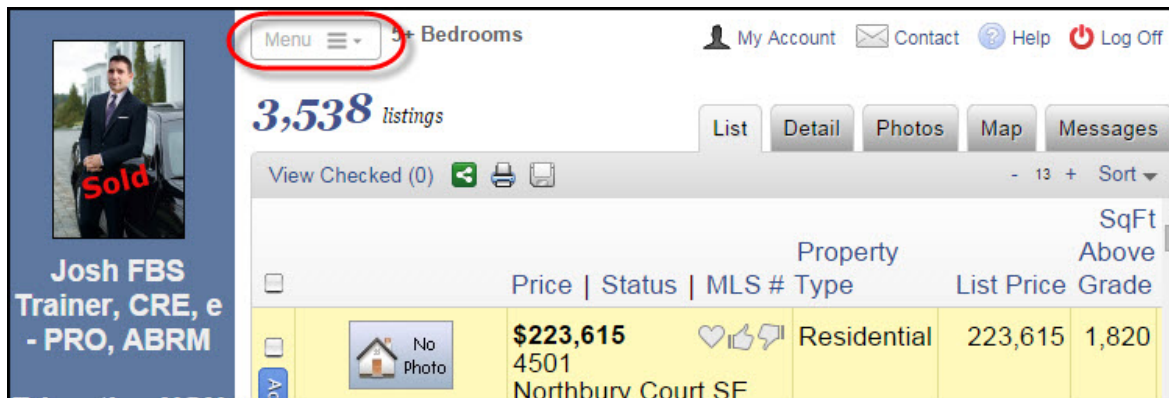 Menu
5+ Bedrooms
My Account Contact Help Log Off
3,538 listings
List Detail Photos Map Messages
View Checked (0)
- 13 + Sort
Sold
Josh FBS
Trainer, CRE, e
- PRO, ABRM
Price | Status | MLS #
Property
Type
List Price
SqFt
Above
Grade
No
Photo
$223,615
4501
Northbury Court SE
Residential
223,615
1,820